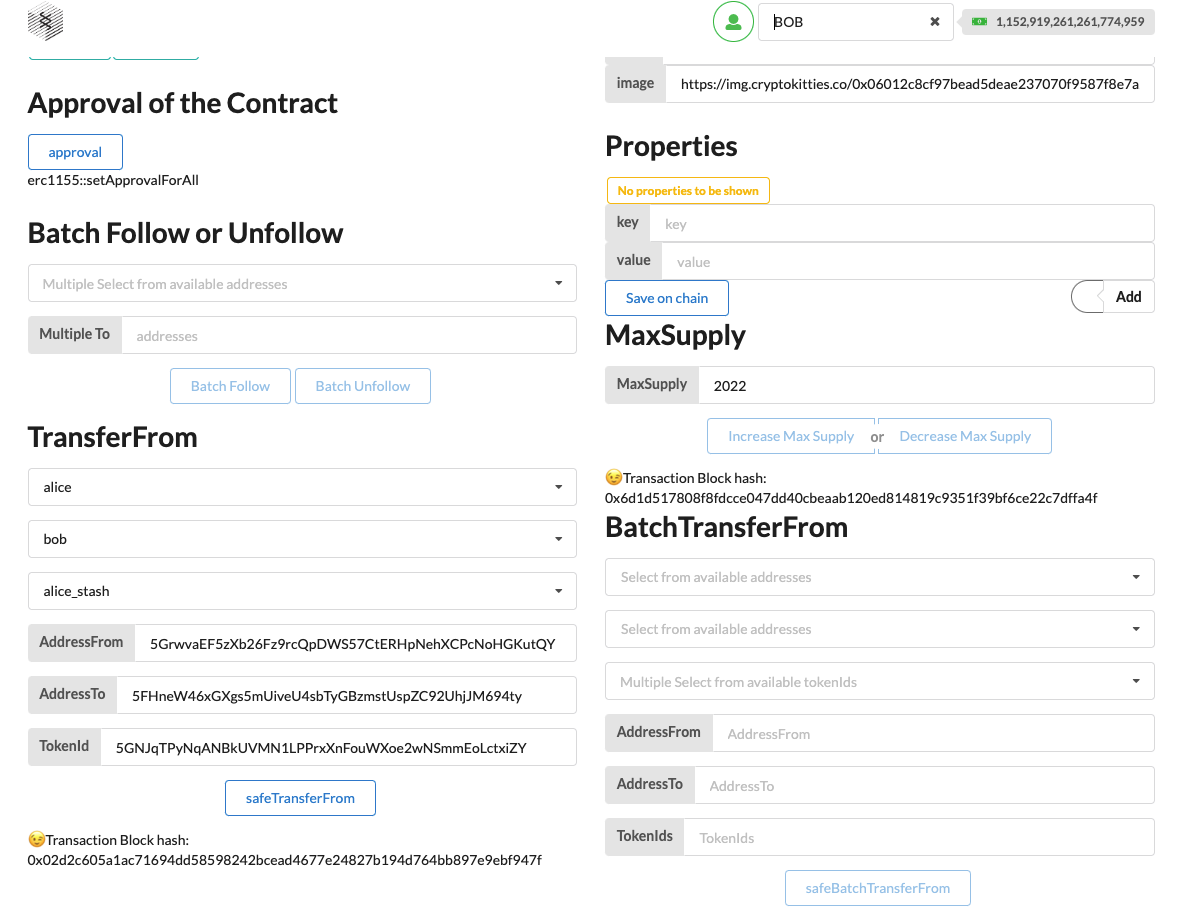 BOB
1,152,919,261,261,774,959
Approval of the Contract
approval
erc1155::setApprovalForAll
Batch Follow or Unfollow
Multiple Select from available addresses
Multiple To addresses
Batch Follow Batch Unfollow
TransferFrom
alice
bob
alice_stash
AddressFrom 5GrwvaEF5zXb26Fz9rcQpDWS57CtERHpNehXCPcNoHGKutQY
AddressTo 5FHneW46xGXgs5mUiveU4sbTyGBzmstUspZC92UhjJM694ty
TokenId 5GNJqTPyNqANBkUVMN1LPPrxXnFouWXoe2wNSmmEoLctxiZY
safeTransferFrom
😉Transaction Block hash:
0x02d2c605a1ac71694dd58598242bcead4677e24827b194d764bb897e9ebf947f
image https://img.cryptokitties.co/0x06012c8cf97bead5deae237070f9587f8e7a
Properties
No properties to be shown
key key
value value
Save on chain Add
MaxSupply
MaxSupply 2022
Increase Max Supply or Decrease Max Supply
😉Transaction Block hash:
0x6d1d517808f8fdcce047dd40cbeaab120ed814819c9351f39bf6ce22c7dffa4f
BatchTransferFrom
Select from available addresses
Select from available addresses
Multiple Select from available tokenIds
AddressFrom AddressFrom
AddressTo AddressTo
TokenIds TokenIds
safeBatchTransferFrom